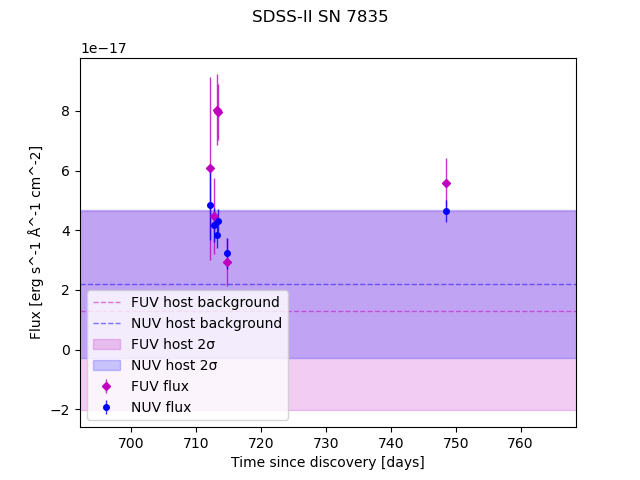 SDSS-II SN 7835
1e−17
8
6
4
2
0
−2
Flux [erg s^-1 Å^-1 cm^-2]
FUV host background
NUV host background
FUV host 2σ
NUV host 2σ
FUV flux
NUV flux
700 710 720 730 740 750 760
Time since discovery [days]